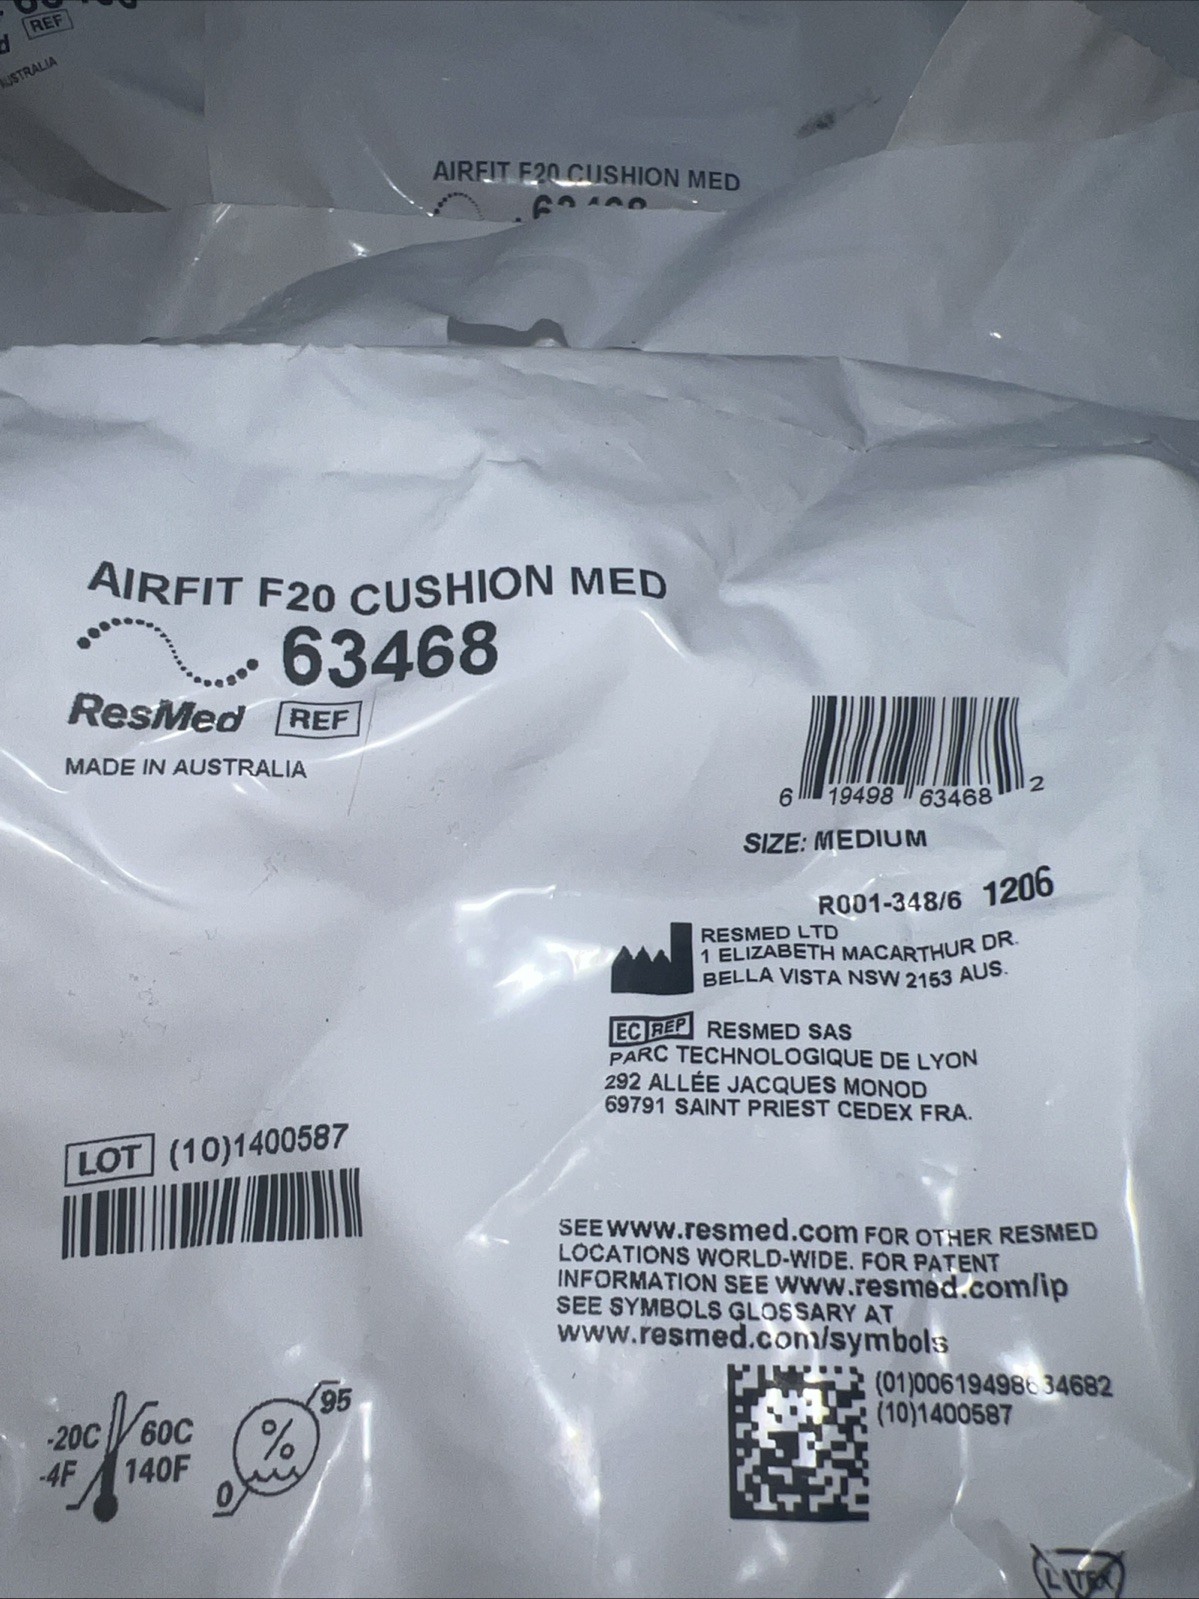 REF
AUSTRALIA
AIRFIT F20 CUSHION MED
AIRFIT F20 CUSHION MED
63468
ResMed REF
MADE IN AUSTRALIA
6 19498 63468 2
SIZE: MEDIUM
R001-348/6 1206
RESMED LTD
1 ELIZABETH MACARTHUR DR.
BELLA VISTA NSW 2153 AUS.
EC REP RESMED SAS
PARC TECHNOLOGIQUE DE LYON
292 ALLÉE JACQUES MONOD
69791 SAINT PRIEST CEDEX FRA.
LOT (10)1400587
SEE www.resmed.com FOR OTHER RESMED
LOCATIONS WORLD-WIDE. FOR PATENT
INFORMATION SEE www.resmed.com/ip
SEE SYMBOLS GLOSSARY AT
www.resmed.com/symbols
(01)00619498634682
(10)1400587
-20C 60C
-4F 140F
% 95
0
LATEX